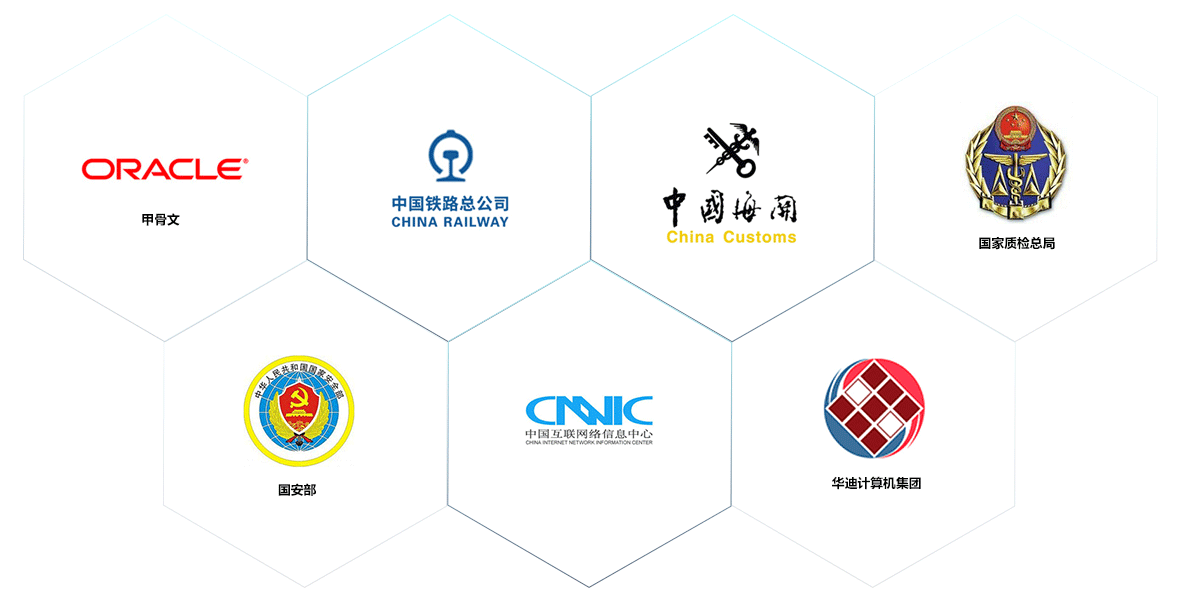 ORACLE®
甲骨文
中国铁路总公司
CHINA RAILWAY
中國海關
China Customs
国家质检总局
中华人民共和国国家安全部
国安部
CNNIC
中国互联网络信息中心
CHINA INTERNET NETWORK INFORMATION CENTER
华迪计算机集团